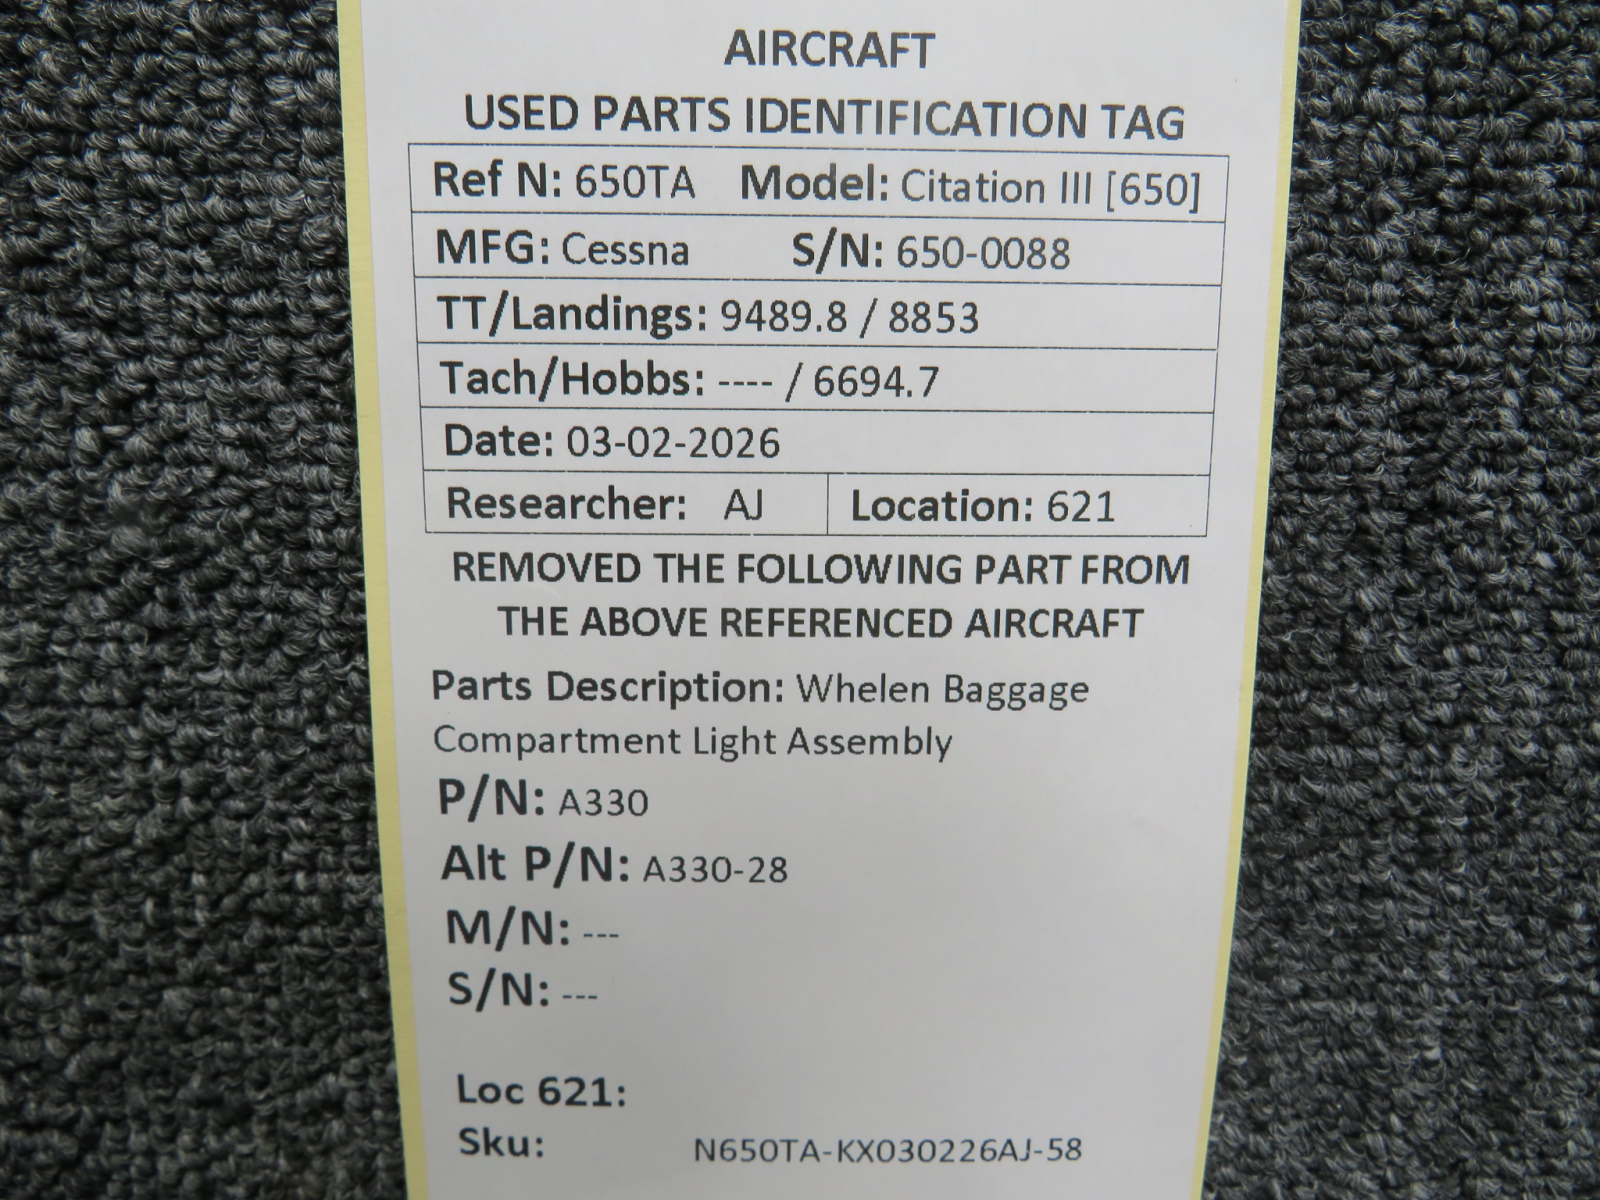 AIRCRAFT
USED PARTS IDENTIFICATION TAG
Ref N: 650TA Model: Citation III [650]
MFG: Cessna S/N: 650-0088
TT/Landings: 9489.8 / 8853
Tach/Hobbs: ---- / 6694.7
Date: 03-02-2026
Researcher: AJ Location: 621
REMOVED THE FOLLOWING PART FROM
THE ABOVE REFERENCED AIRCRAFT
Parts Description: Whelen Baggage
Compartment Light Assembly
P/N: A330
Alt P/N: A330-28
M/N: ---
S/N: ---
Loc 621:
Sku: N650TA-KX030226AJ-58